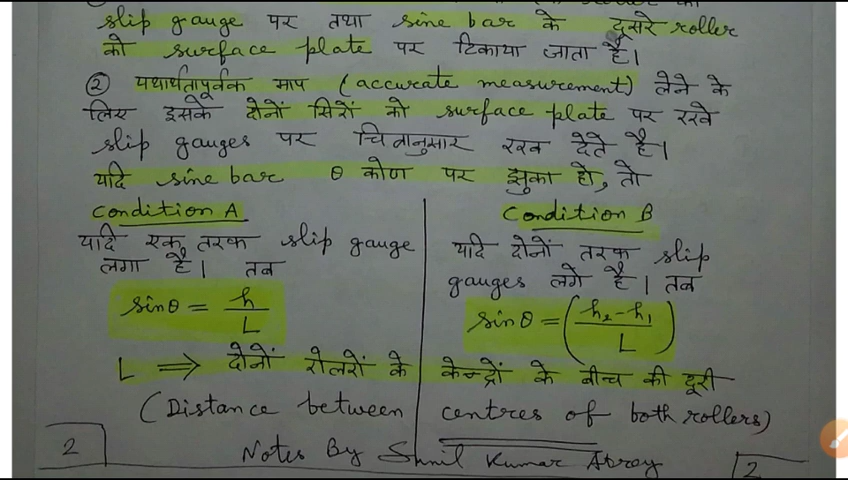 slip gauge पर तथा sine bar के दूसरे roller
को surface plate पर टिकाया जाता है।
② यथार्थतापूर्वक माप (accurate measurement) लेने के
लिए इसके दोनों सिरों को surface plate पर रखे
slip gauges पर चित्रानुसार रख देते है।
यदि sine bar θ कोण पर झुका हो, तो
Condition A
यदि एक तरफ slip gauge
लगा है। तब
sinθ = h/L
Condition B
यदि दोनों तरफ slip
gauges लगे है। तब
sinθ = (h₂-h₁/L)
L ⟹ दोनों रोलरों के केन्द्रों के बीच की दूरी
(Distance between centres of both rollers)
2 Notes By Sunil Kumar 2